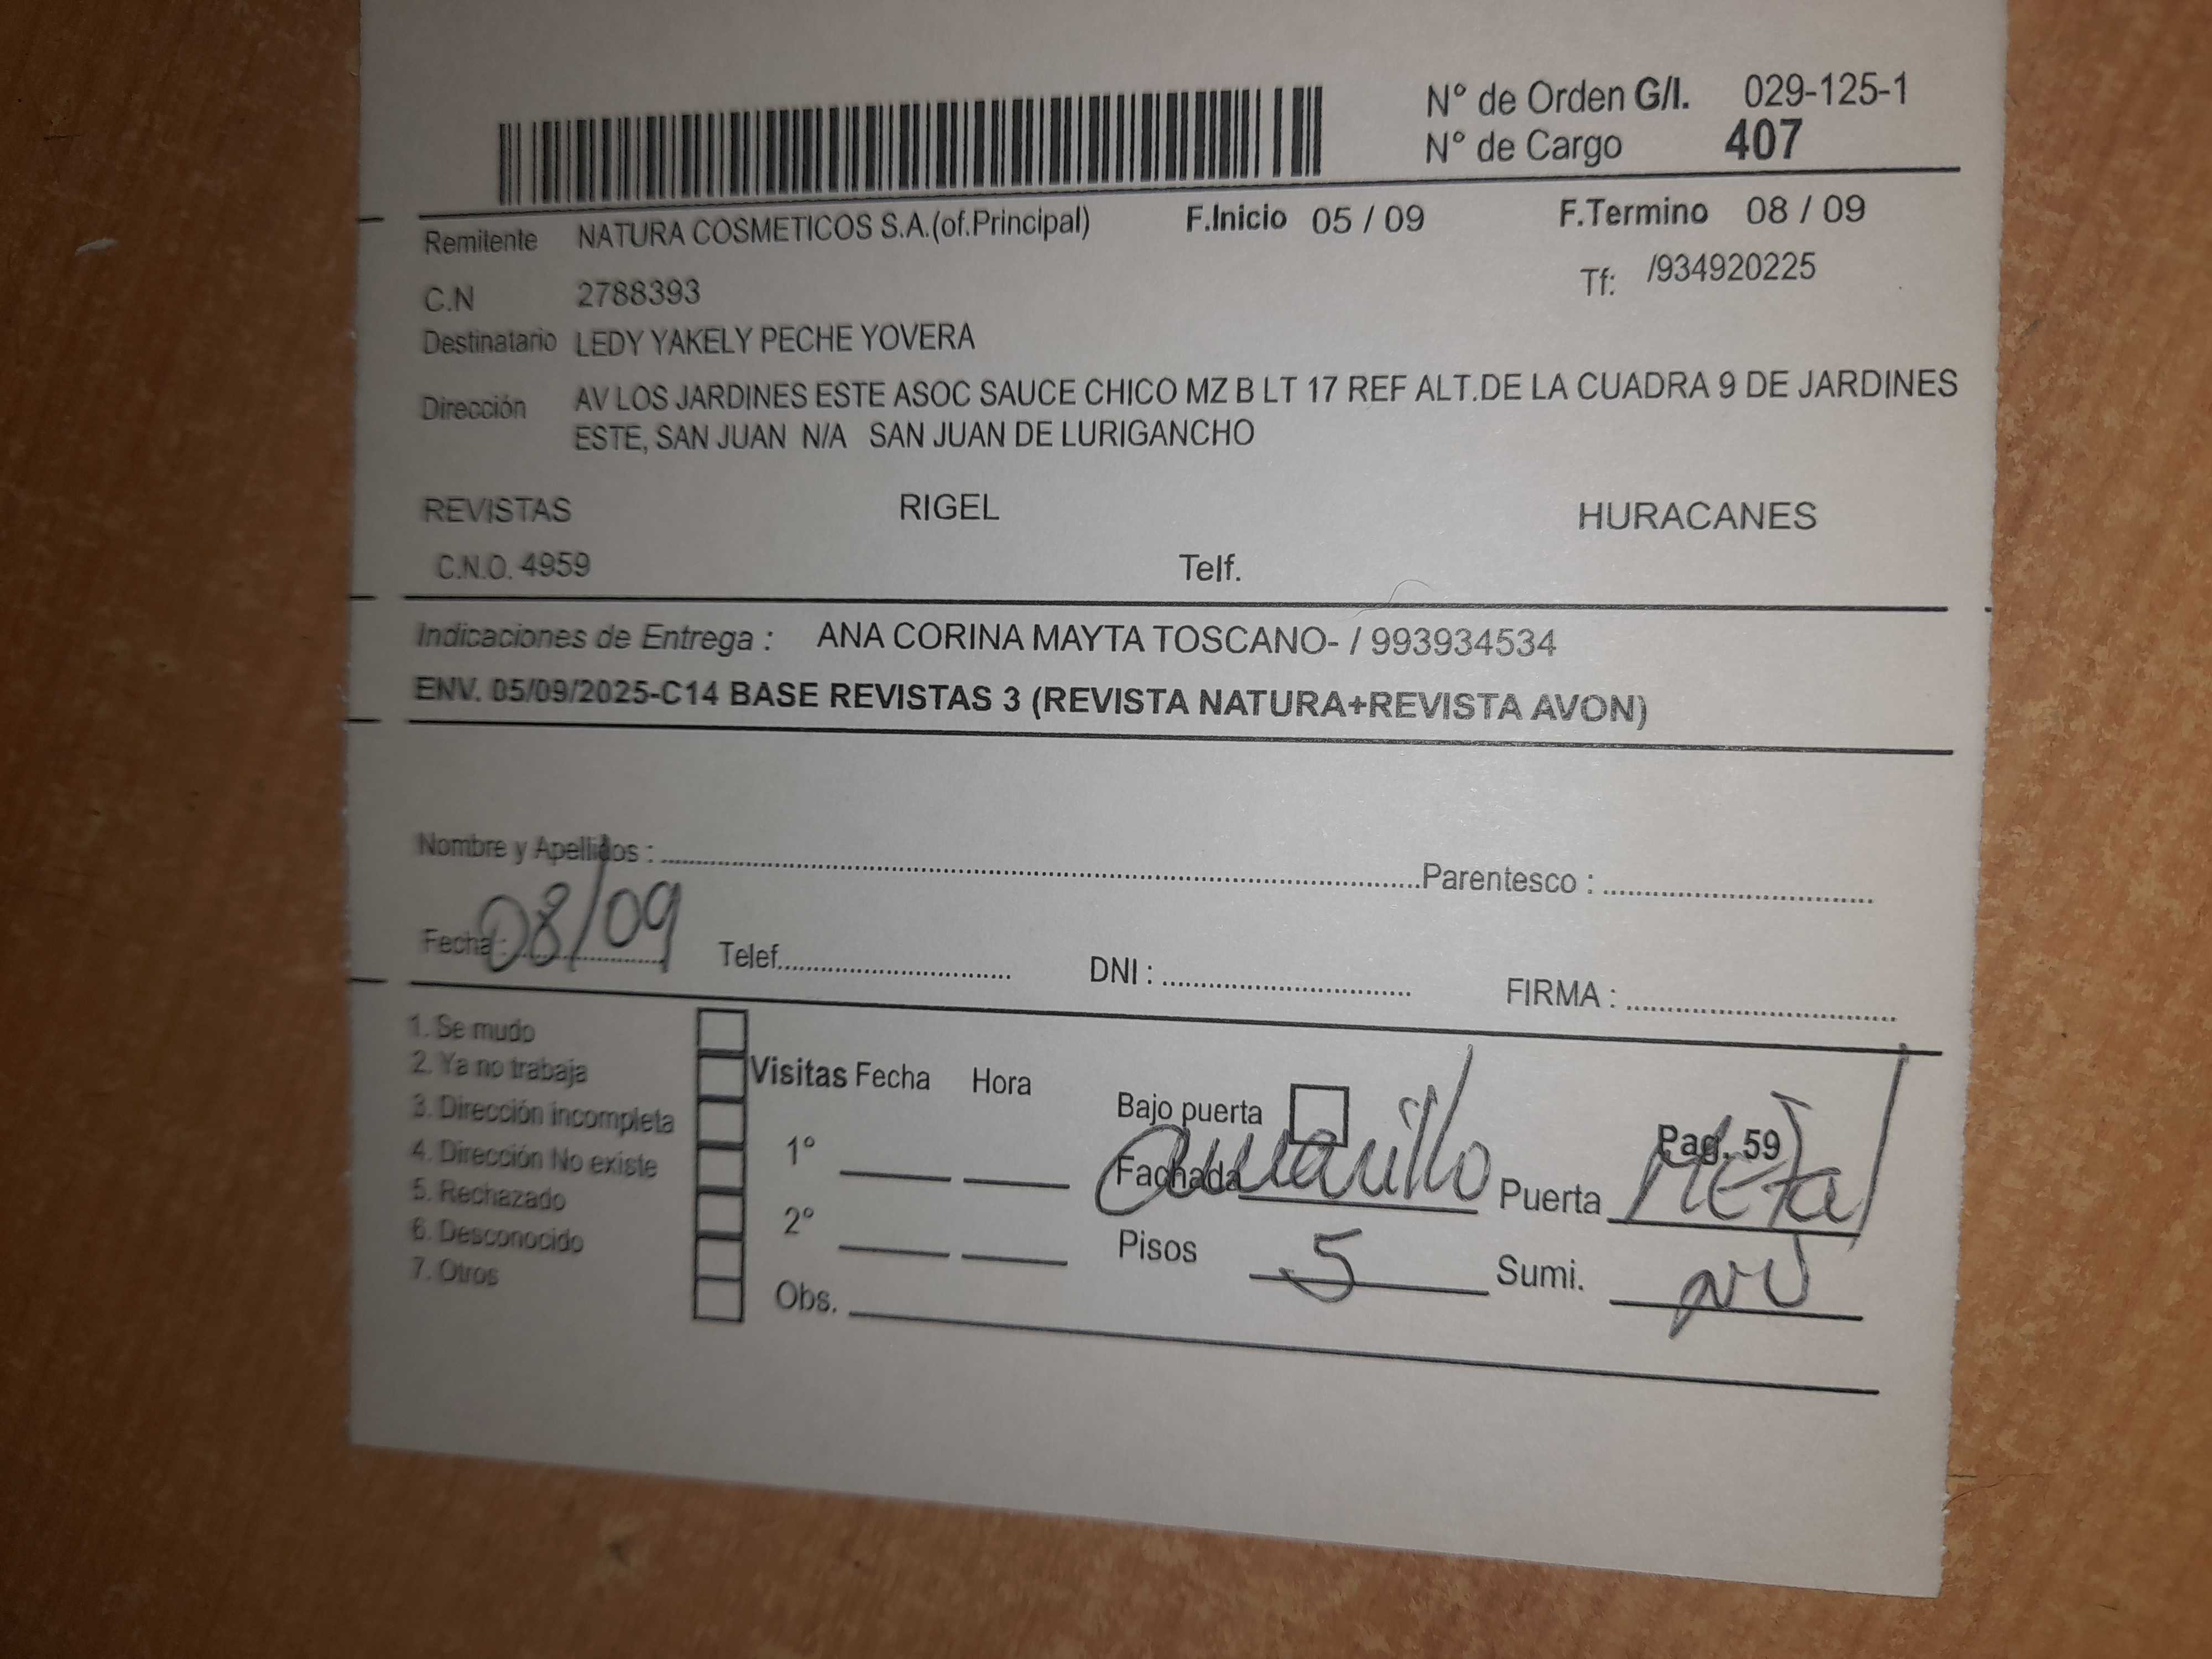 N° de Orden G/I. 029-125-1
N° de Cargo 407
Remitente NATURA COSMETICOS S.A.(of.Principal) F.Inicio 05 / 09 F.Termino 08 / 09
C.N 2788393 Tf: /934920225
Destinatario LEDY YAKELY PECHE YOVERA
Dirección AV LOS JARDINES ESTE ASOC SAUCE CHICO MZ B LT 17 REF ALT.DE LA CUADRA 9 DE JARDINES
ESTE, SAN JUAN N/A SAN JUAN DE LURIGANCHO
REVISTAS RIGEL HURACANES
C.N.O. 4959 Telf.
Indicaciones de Entrega : ANA CORINA MAYTA TOSCANO- / 993934534
ENV. 05/09/2025-C14 BASE REVISTAS 3 (REVISTA NATURA+REVISTA AVON)
Nombre y Apellidos : Parentesco :
Fecha : 08/09 Telef. DNI : FIRMA :
1. Se mudo
2. Ya no trabaja Visitas Fecha Hora
3. Dirección incompleta Bajo puerta Pag. 59
4. Dirección No existe 1° Fachada amarillo Puerta Metal
5. Rechazado
6. Desconocido 2° Pisos 5 Sumi. NO
7. Otros Obs.